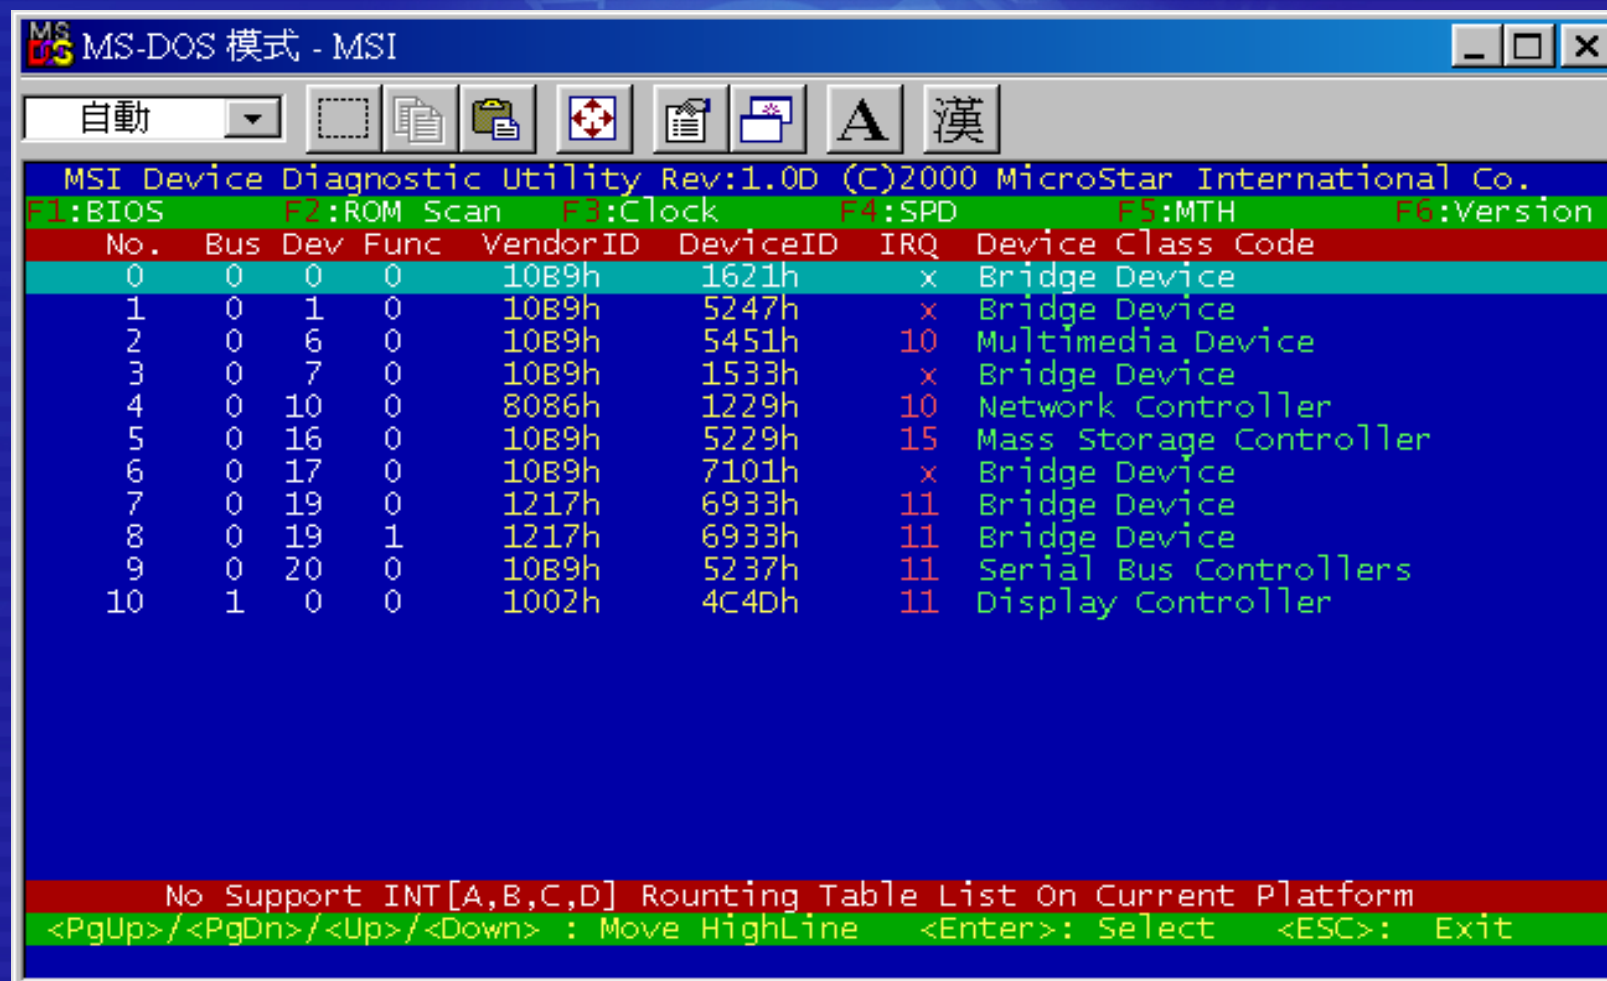 MS-DOS 模式 - MSI
自動 A 漢
MSI Device Diagnostic Utility Rev:1.0D (C)2000 MicroStar International Co.
F1:BIOS F2:ROM Scan F3:Clock F4:SPD F5:MTH F6:Version
No. Bus Dev Func VendorID DeviceID IRQ Device Class Code
0 0 0 0 10B9h 1621h x Bridge Device
1 0 1 0 10B9h 5247h x Bridge Device
2 0 6 0 10B9h 5451h 10 Multimedia Device
3 0 7 0 10B9h 1533h x Bridge Device
4 0 10 0 8086h 1229h 10 Network Controller
5 0 16 0 10B9h 5229h 15 Mass Storage Controller
6 0 17 0 10B9h 7101h x Bridge Device
7 0 19 0 1217h 6933h 11 Bridge Device
8 0 19 1 1217h 6933h 11 Bridge Device
9 0 20 0 10B9h 5237h 11 Serial Bus Controllers
10 1 0 0 1002h 4C4Dh 11 Display Controller
No Support INT[A,B,C,D] Rounting Table List On Current Platform
<PgUp>/<PgDn>/<Up>/<Down> : Move HighLine <Enter>: Select <ESC>: Exit